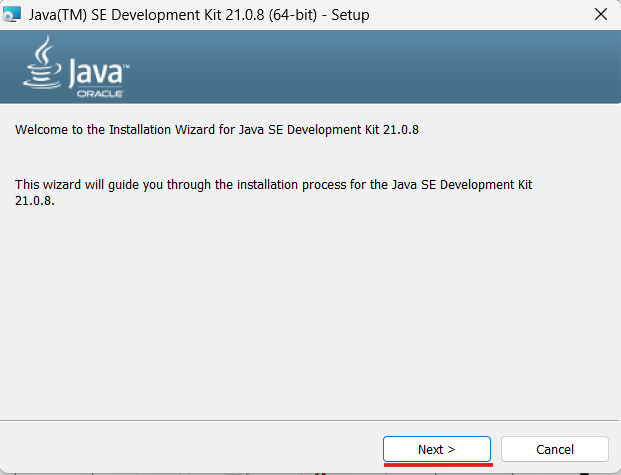 Java(TM) SE Development Kit 21.0.8 (64-bit) - Setup
Java™
ORACLE
Welcome to the Installation Wizard for Java SE Development Kit 21.0.8
This wizard will guide you through the installation process for the Java SE Development Kit
21.0.8.
Next >
Cancel